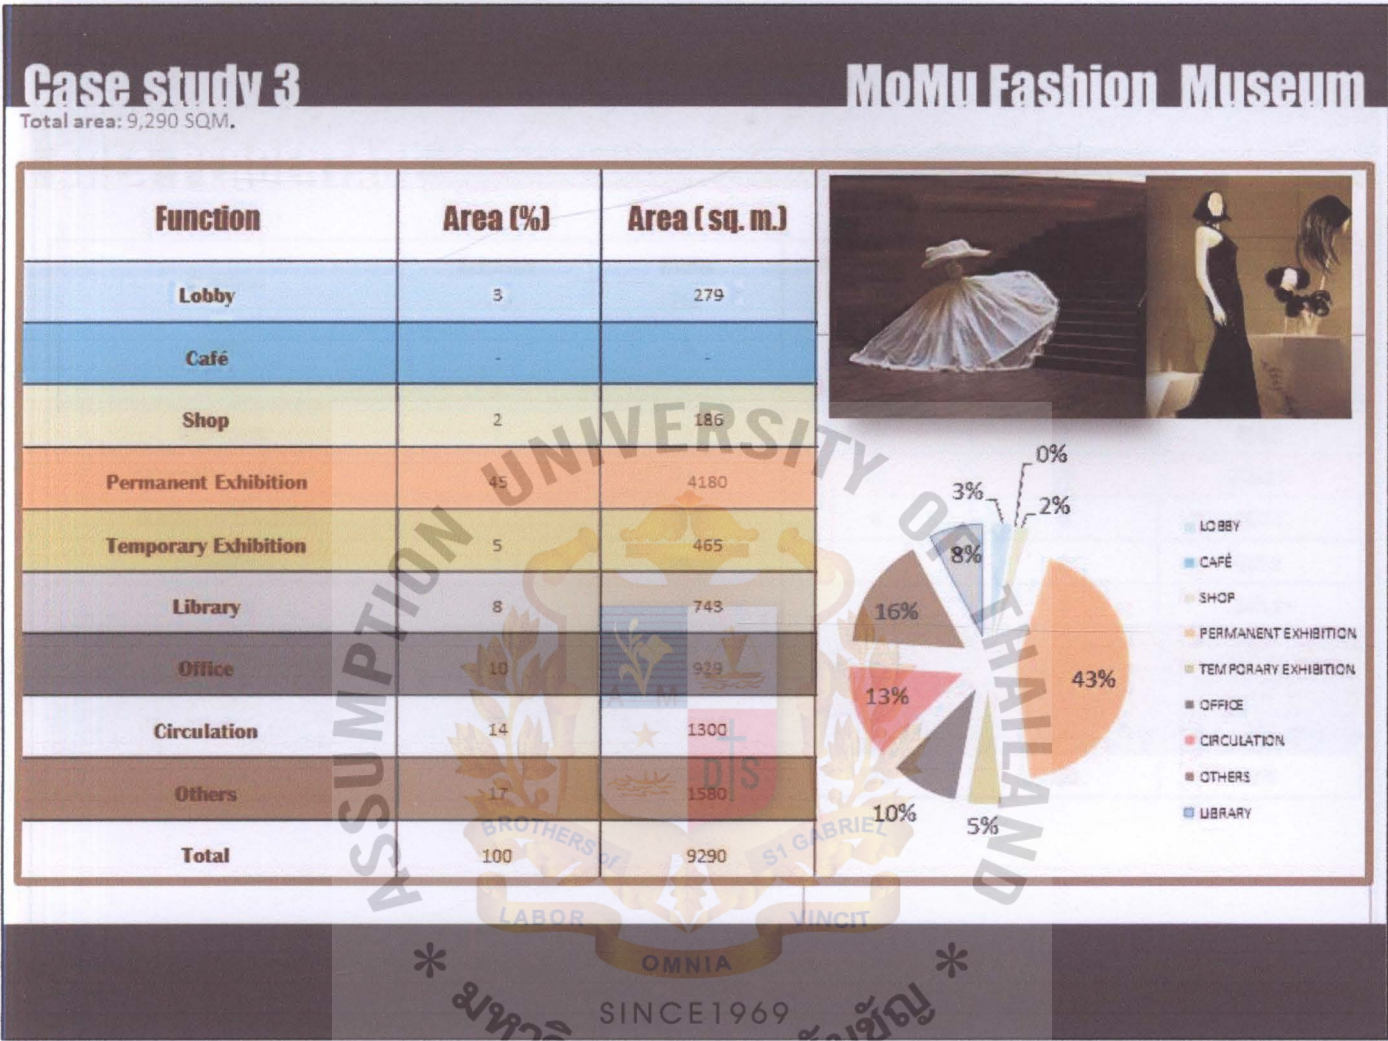 Case study 3
MoMu Fashion Museum
Total area: 9,290 SQM.
Function Area (%) Area ( sq. m.)
Lobby 3 279
Café - -
Shop 2 186
Permanent Exhibition 45 4180
Temporary Exhibition 5 465
Library 8 743
Office 10 929
Circulation 14 1300
Others 17 1580
Total 100 9290
0%
3%
2%
8%
16%
43%
13%
10%
5%
LOBBY
CAFÉ
SHOP
PERMANENT EXHIBITION
TEMPORARY EXHIBITION
OFFICE
CIRCULATION
OTHERS
LIBRARY
ASSUMPTION UNIVERSITY OF THAILAND
A M
D S
BROTHERS of S1 GABRIEL
LABOR VINCIT
OMNIA
SINCE1969